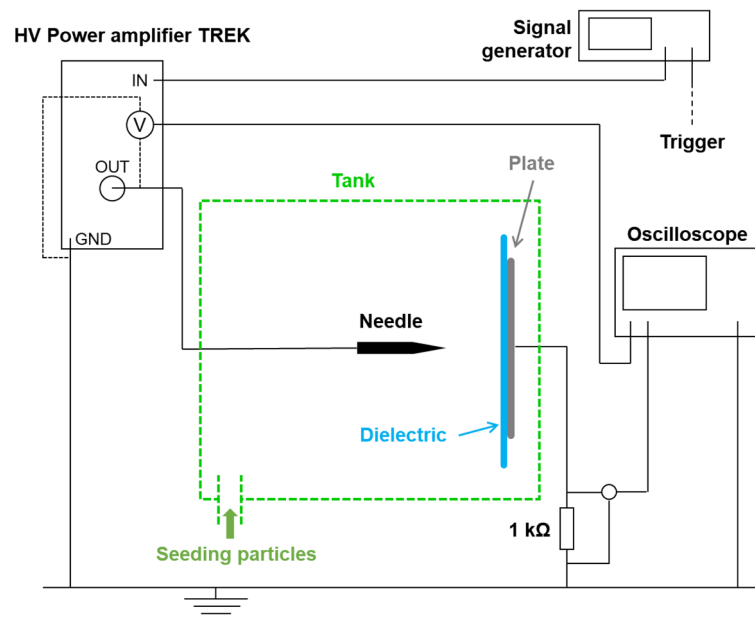 HV Power amplifier TREK
Signal
generator
IN
V
Trigger
OUT
Plate
Tank
GND
Oscilloscope
Needle
Dielectric
1 kΩ
Seeding particles